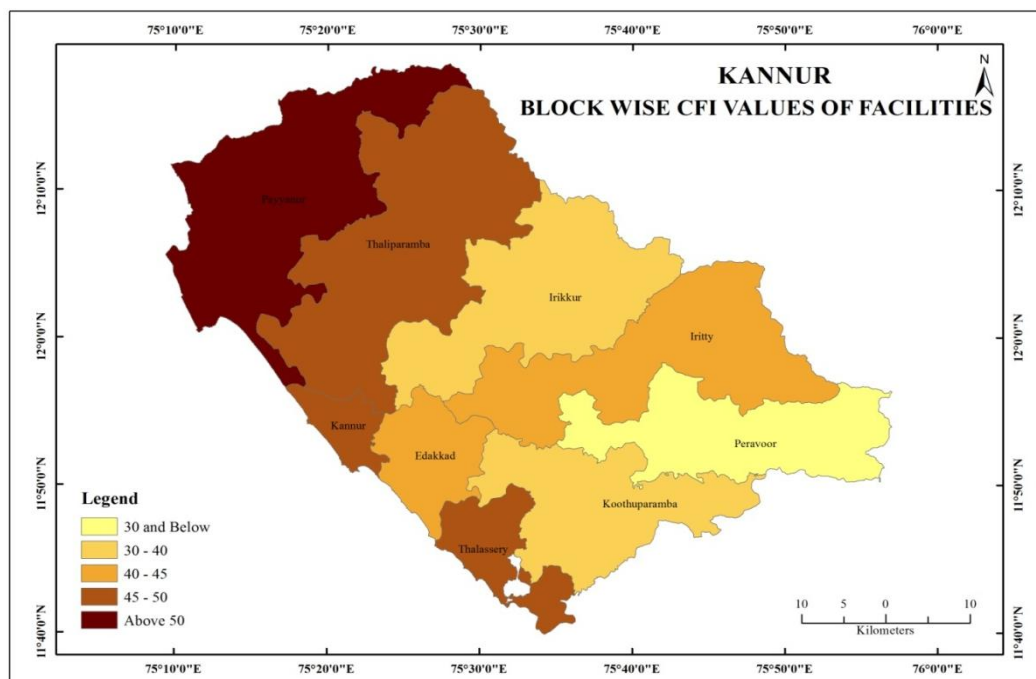 75°10'0"E 75°20'0"E 75°30'0"E 75°40'0"E 75°50'0"E 76°0'0"E
KANNUR
BLOCK WISE CFI VALUES OF FACILITIES
N
12°10'0"N
12°0'0"N
11°50'0"N
11°40'0"N
12°1'0"N
12°0'0"N
11°50'0"N
11°40'0"N
Payyanur
Thaliparamba
Irikkur
Iritty
Kannur
Edakkad
Peravoor
Koothuparamba
Thalassery
Legend
30 and Below
30 - 40
40 - 45
45 - 50
Above 50
10 5 0 10
Kilometers
75°10'0"E 75°20'0"E 75°30'0"E 75°40'0"E 75°50'0"E 76°0'0"E